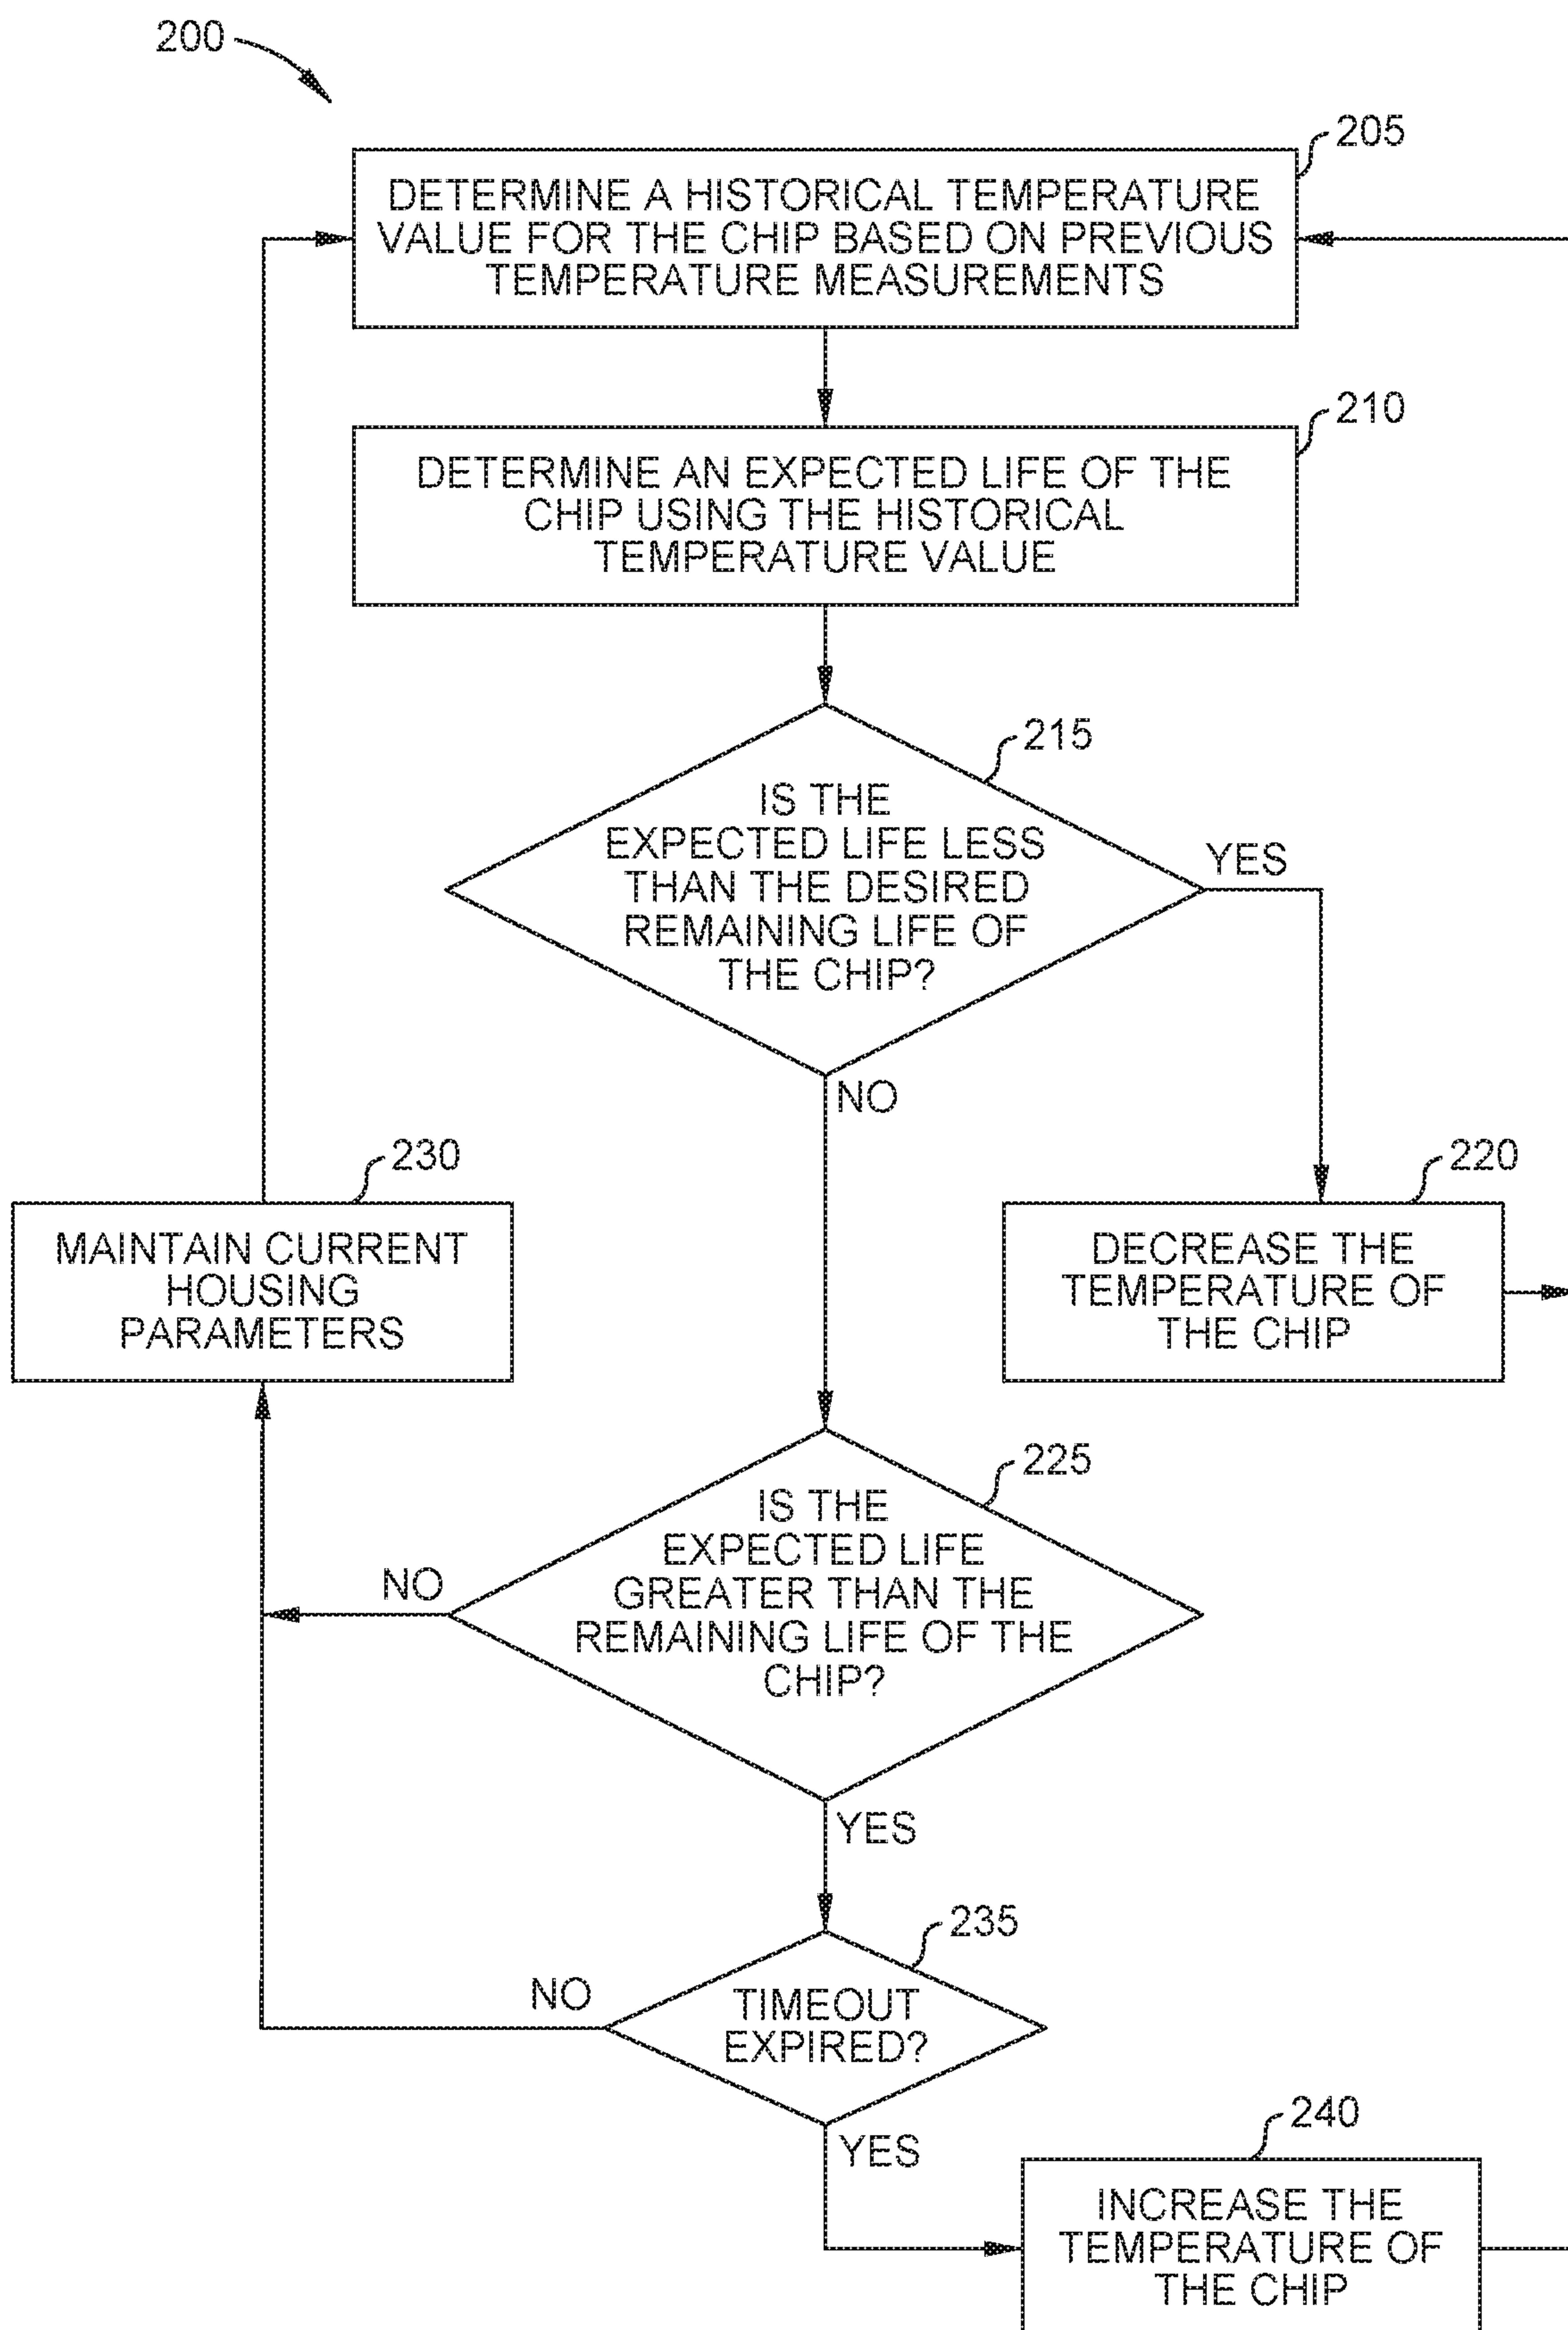 200
205
DETERMINE A HISTORICAL TEMPERATURE
VALUE FOR THE CHIP BASED ON PREVIOUS
TEMPERATURE MEASUREMENTS
210
DETERMINE AN EXPECTED LIFE OF THE
CHIP USING THE HISTORICAL
TEMPERATURE VALUE
215
IS THE
EXPECTED LIFE LESS
THAN THE DESIRED
REMAINING LIFE OF
THE CHIP?
YES
NO
230
MAINTAIN CURRENT
HOUSING
PARAMETERS
220
DECREASE THE
TEMPERATURE OF
THE CHIP
225
IS THE
EXPECTED LIFE
GREATER THAN THE
REMAINING LIFE OF THE
CHIP?
NO
YES
235
TIMEOUT
EXPIRED?
NO
YES
240
INCREASE THE
TEMPERATURE OF
THE CHIP